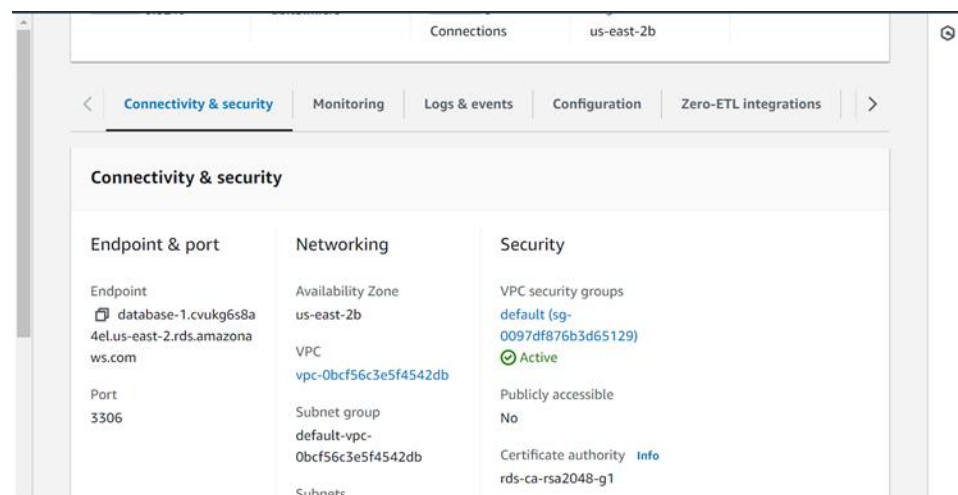 Connections
us-east-2b
Connectivity & security
Monitoring
Logs & events
Configuration
Zero-ETL integrations
Connectivity & security
Endpoint & port
Endpoint
database-1.cvukg6s8a
4el.us-east-2.rds.amazona
ws.com
Port
3306
Networking
Availability Zone
us-east-2b
VPC
vpc-0bcf56c3e5f4542db
Subnet group
default-vpc-
0bcf56c3e5f4542db
Subnets
Security
VPC security groups
default (sg-
0097df876b3d65129)
Active
Publicly accessible
No
Certificate authority Info
rds-ca-rsa2048-g1